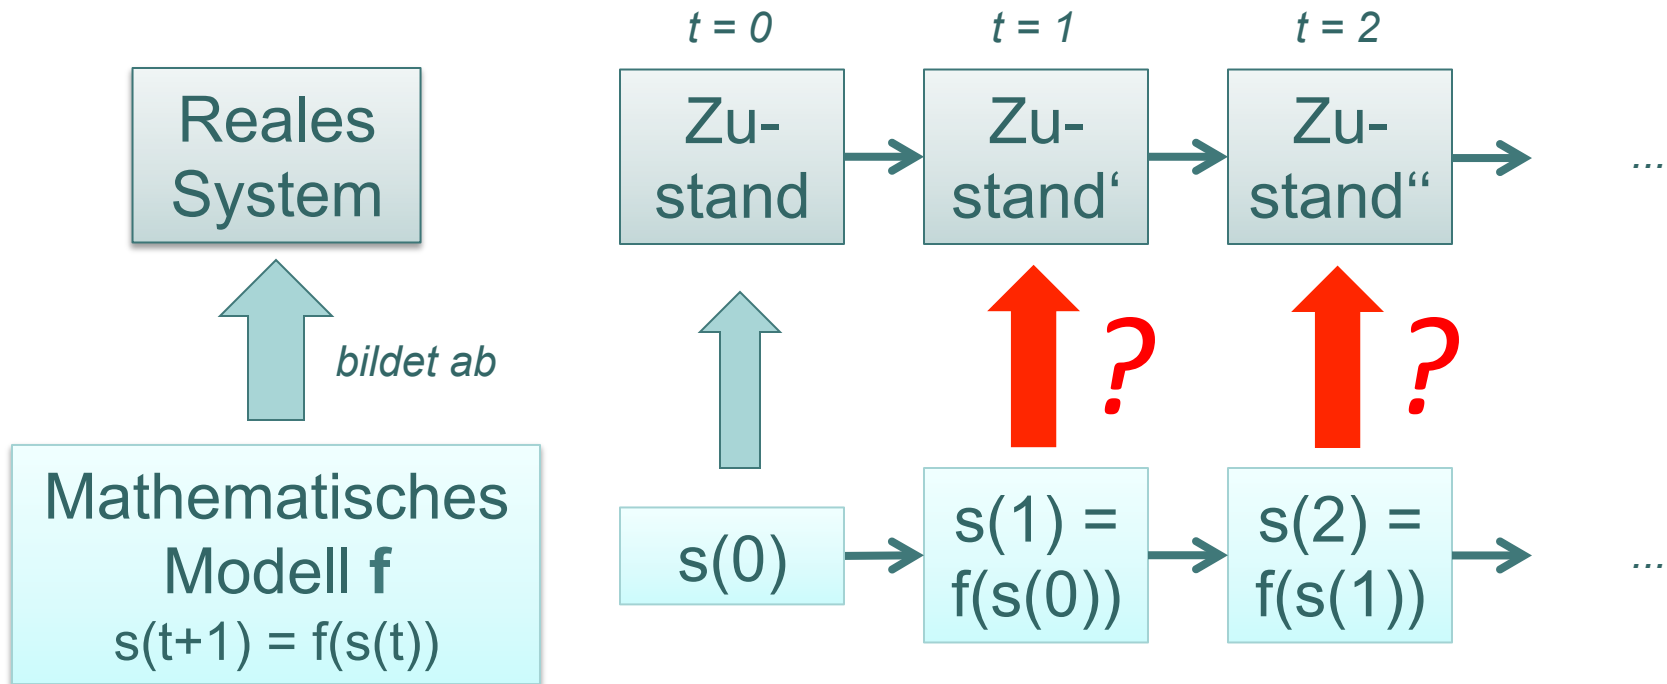 t = 0
t = 1
t = 2
Reales
System
Zu-
stand
Zu-
stand‘
Zu-
stand“
...
bildet ab
?
?
Mathematisches
Modell f
s(t+1) = f(s(t))
s(0)
s(1) =
f(s(0))
s(2) =
f(s(1))
...